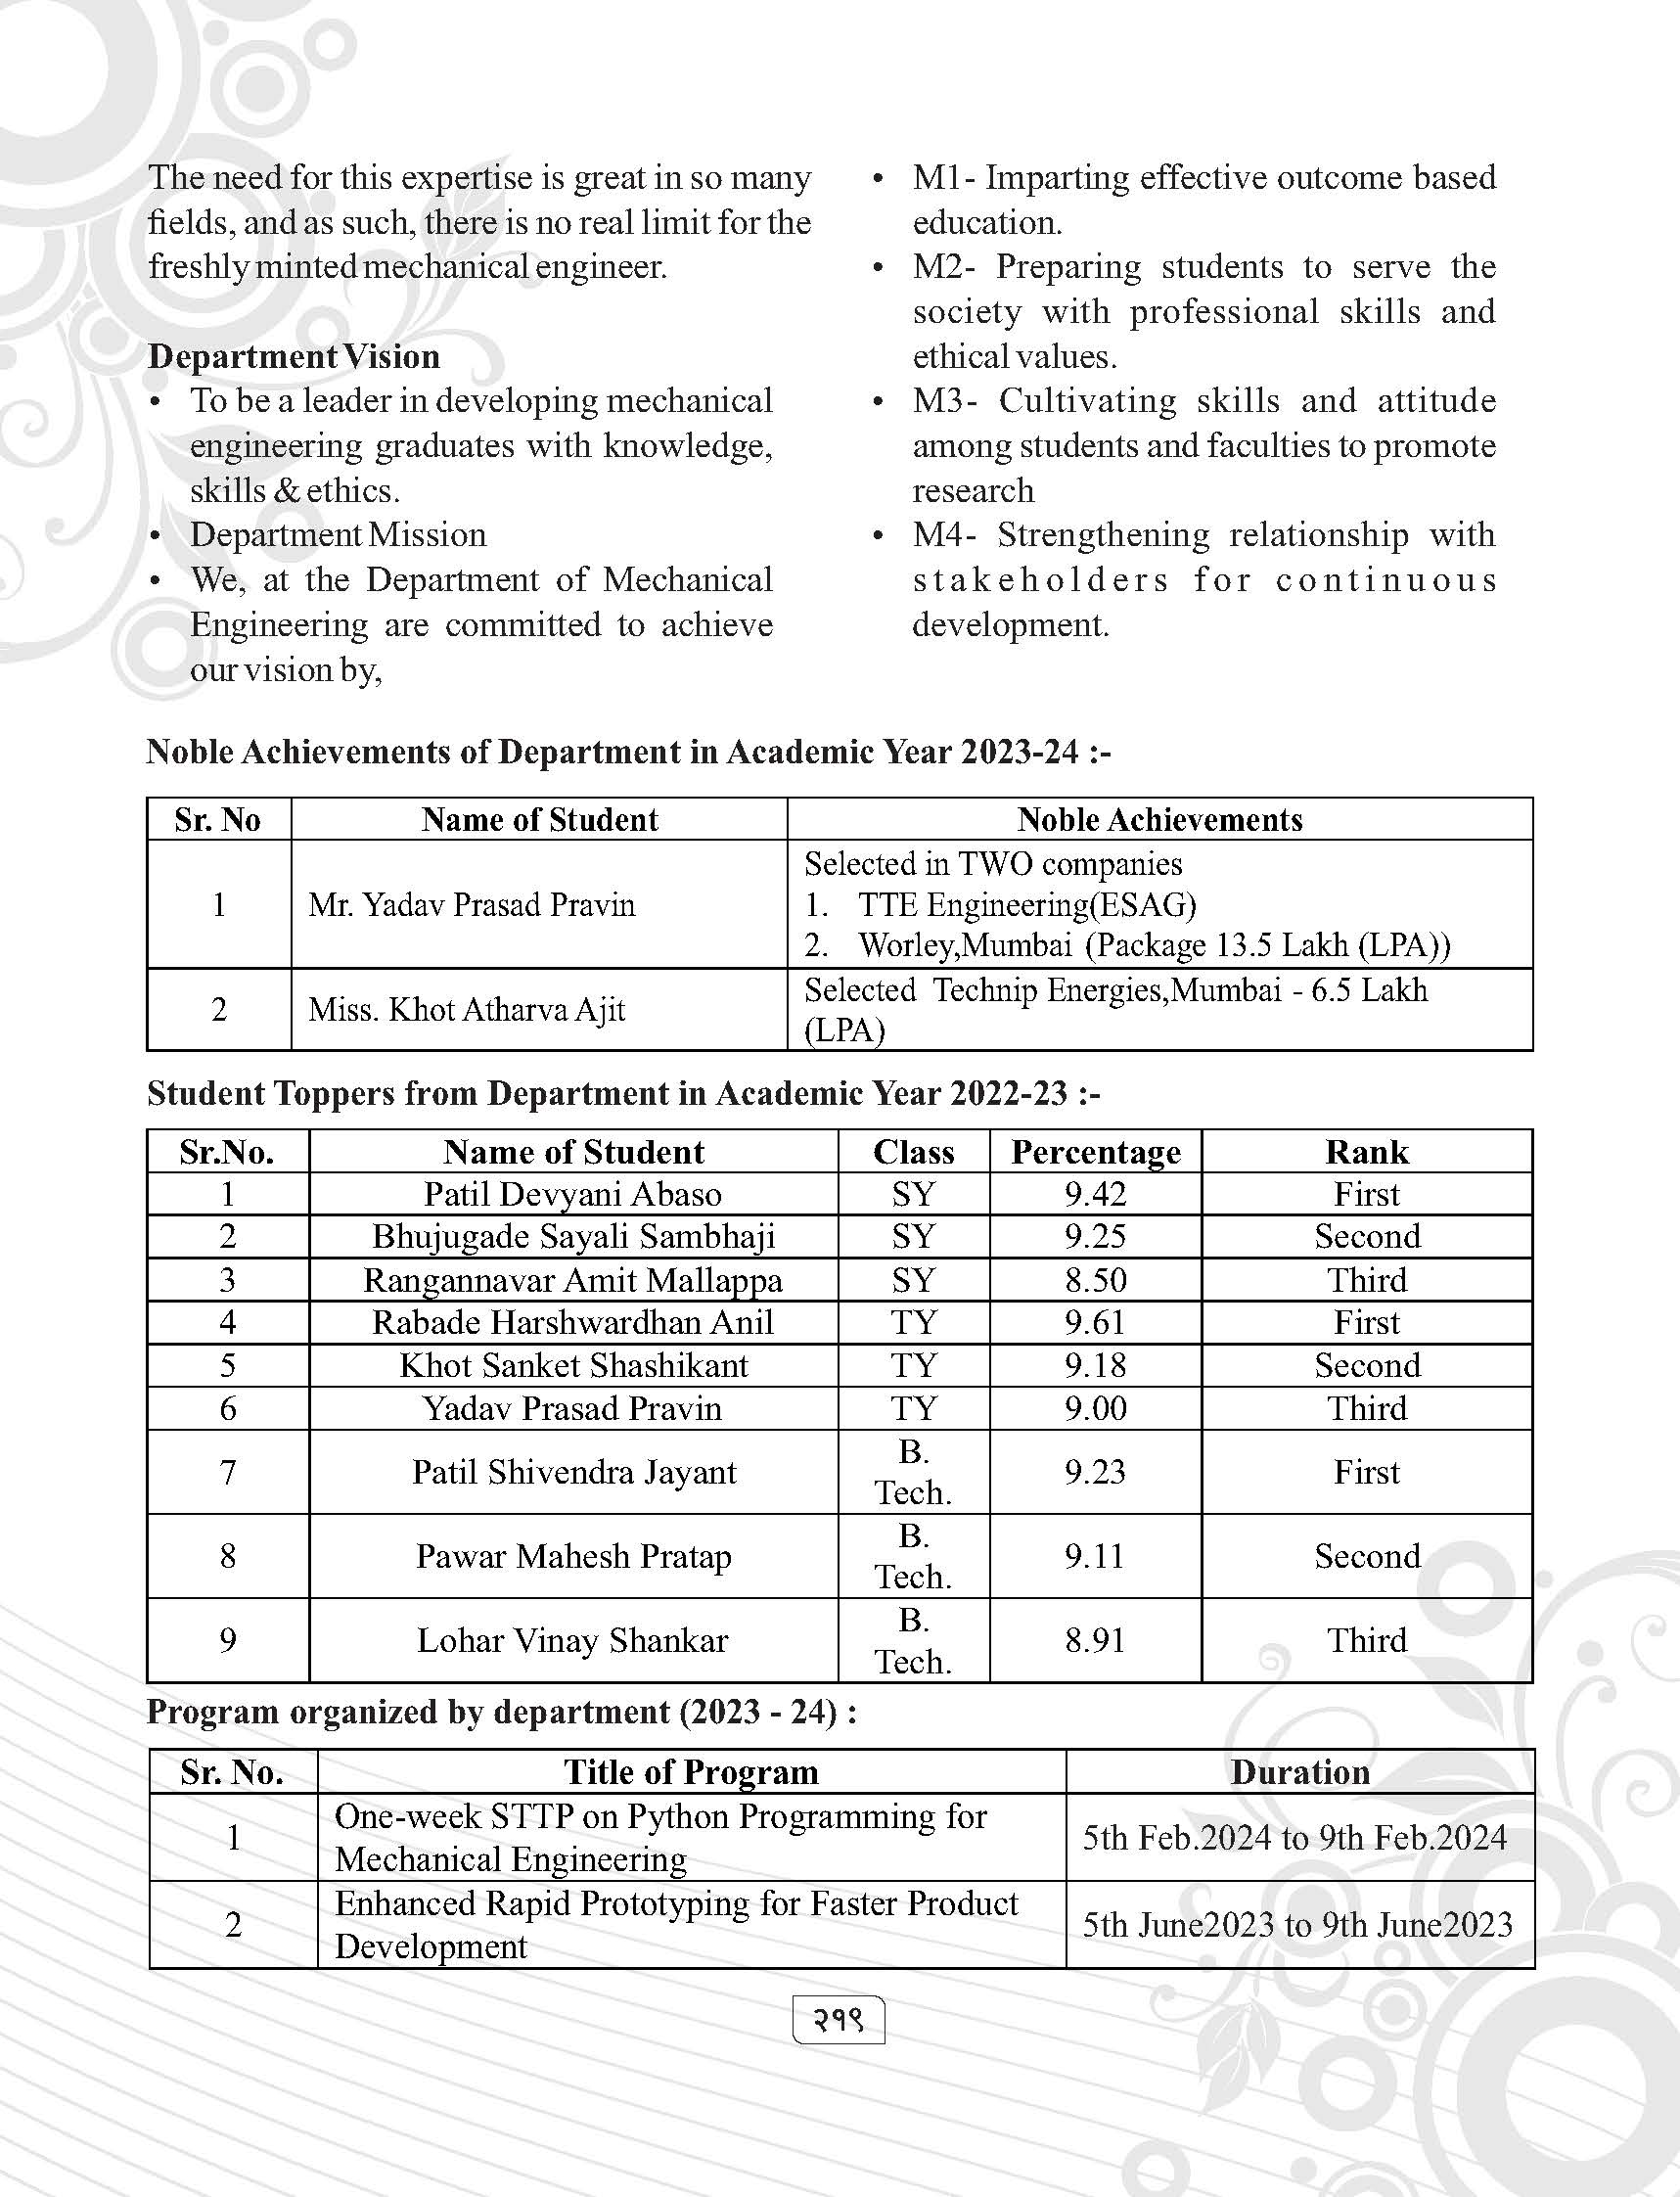 The need for this expertise is great in so many
fields, and as such, there is no real limit for the
freshly minted mechanical engineer.
Department Vision
• To be a leader in developing mechanical
engineering graduates with knowledge,
skills & ethics.
• Department Mission
• We, at the Department of Mechanical
Engineering are committed to achieve
our vision by,
• M1- Imparting effective outcome based
education.
• M2- Preparing students to serve the
society with professional skills and
ethical values.
• M3- Cultivating skills and attitude
among students and faculties to promote
research
• M4- Strengthening relationship with
stakeholders for continuous
development.
Noble Achievements of Department in Academic Year 2023-24 :-
Sr. No Name of Student Noble Achievements
1 Mr. Yadav Prasad Pravin Selected in TWO companies
1. TTE Engineering(ESAG)
2. Worley,Mumbai (Package 13.5 Lakh (LPA))
2 Miss. Khot Atharva Ajit Selected Technip Energies,Mumbai - 6.5 Lakh
(LPA)
Student Toppers from Department in Academic Year 2022-23 :-
Sr.No. Name of Student Class Percentage Rank
1 Patil Devyani Abaso SY 9.42 First
2 Bhujugade Sayali Sambhaji SY 9.25 Second
3 Rangannavar Amit Mallappa SY 8.50 Third
4 Rabade Harshwardhan Anil TY 9.61 First
5 Khot Sanket Shashikant TY 9.18 Second
6 Yadav Prasad Pravin TY 9.00 Third
7 Patil Shivendra Jayant B. Tech. 9.23 First
8 Pawar Mahesh Pratap B. Tech. 9.11 Second
9 Lohar Vinay Shankar B. Tech. 8.91 Third
Program organized by department (2023 - 24) :
Sr. No. Title of Program Duration
1 One-week STTP on Python Programming for
Mechanical Engineering 5th Feb.2024 to 9th Feb.2024
2 Enhanced Rapid Prototyping for Faster Product
Development 5th June2023 to 9th June2023
२१९